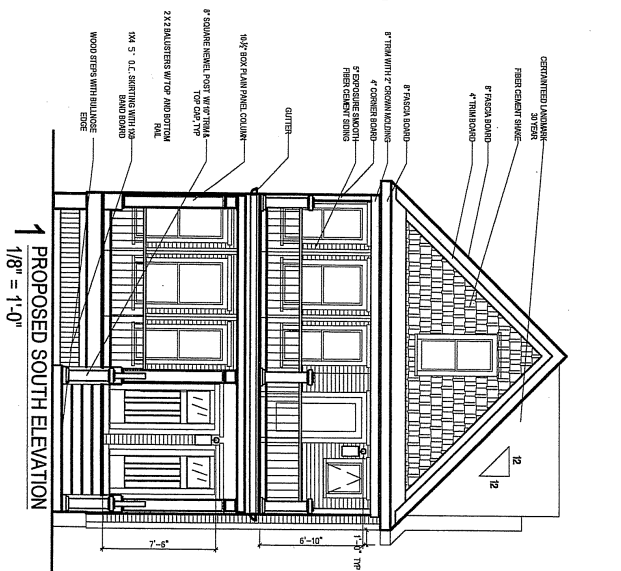 CERTAINTEED LANDMARK
30 YEAR
FIBER CEMENT SHAKE
8" FASCIA BOARD
4" TRIM BOARD
8" FASCIA BOARD
8" TRIM WITH 2" CROWN MOLDING
4" CORNER BOARD
5" EXPOSURE SMOOTH
FIBER CEMENT SIDING
GUTTER
10½" BOX PLAIN PANEL COLUMN
8" SQUARE NEWEL POST W/ 10" TRIM &
TOP CAP, TYP
2 X 2 BALUSTERS W/ TOP AND BOTTOM
RAIL
1X4 5" O.C. SKIRTING WITH 1X8
BAND BOARD
WOOD STEPS WITH BULLNOSE
EDGE
12
12
1'-0" TYP
6'-10"
7'-6"
1 PROPOSED SOUTH ELEVATION
1/8" = 1'-0"